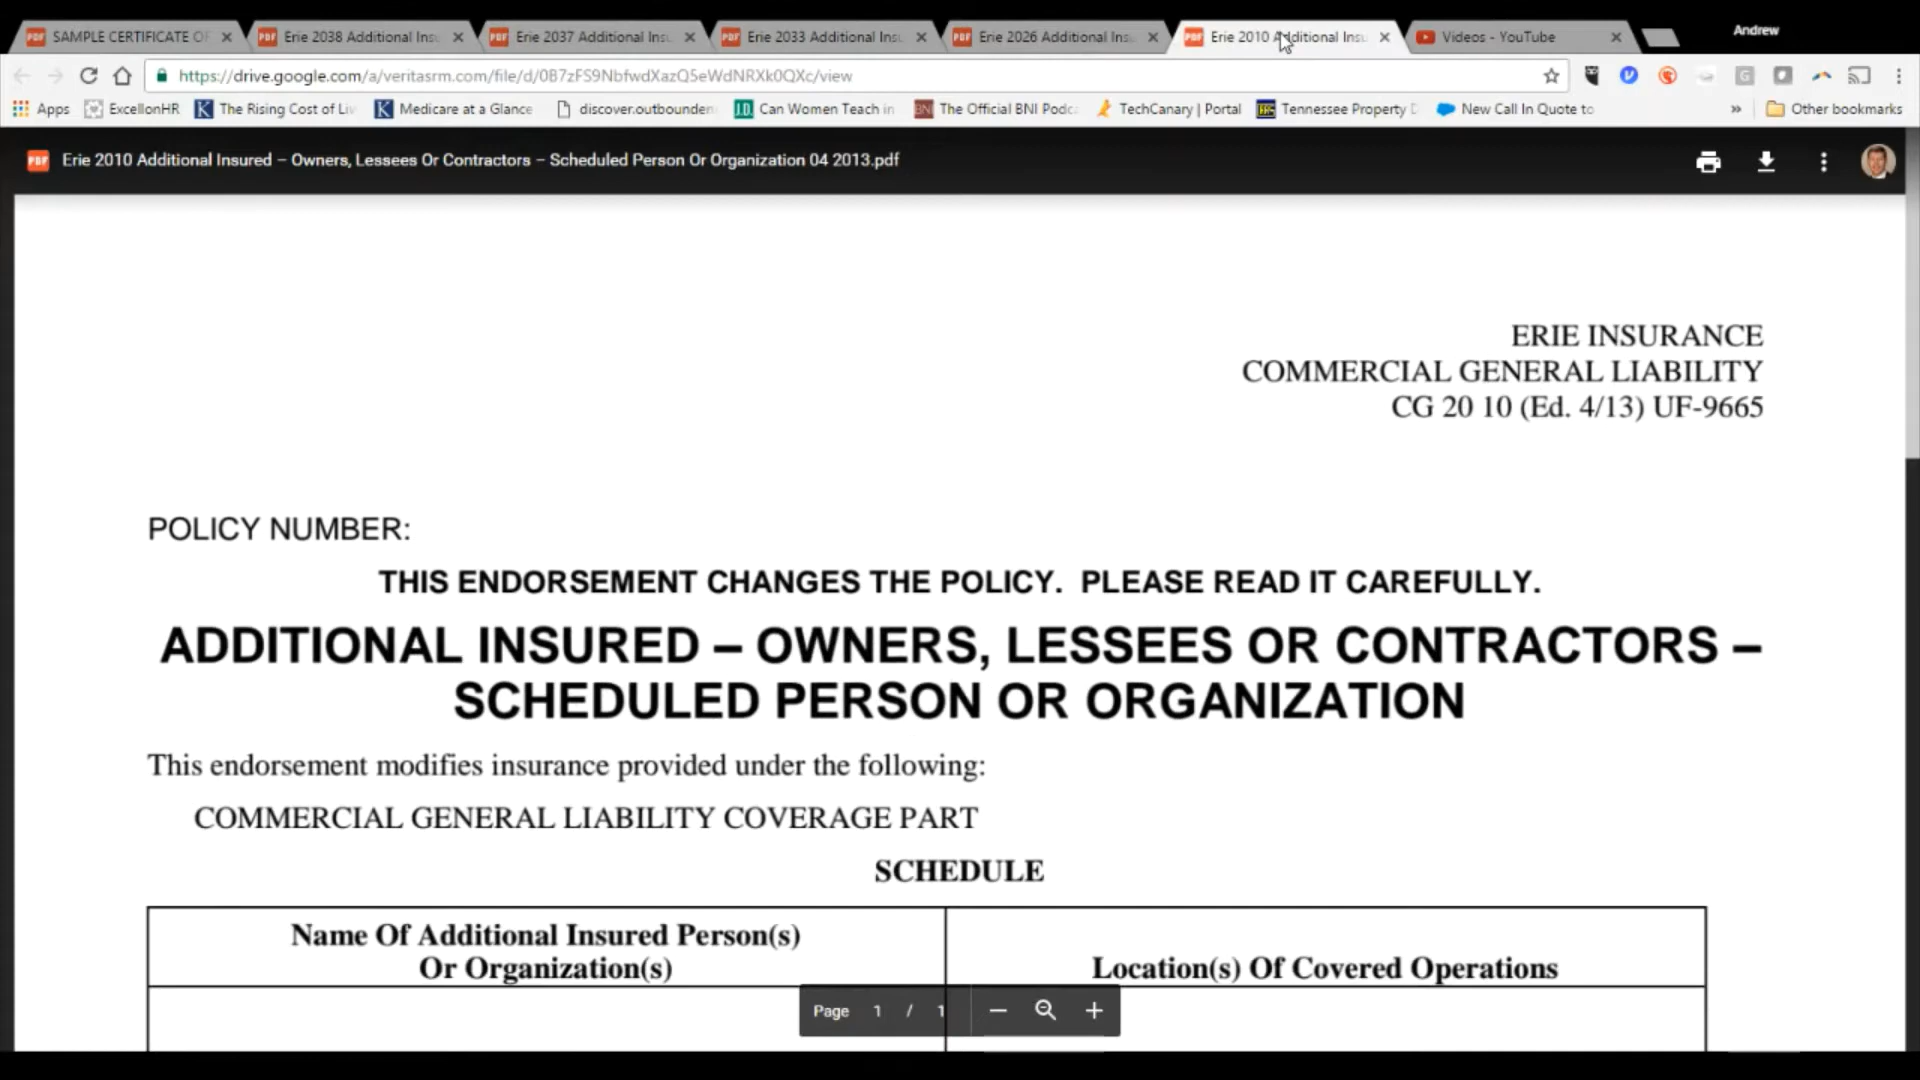 SAMPLE CERTIFICATE OF
Erie 2038 Additional Ins
Erie 2037 Additional Ins
Erie 2033 Additional Ins
Erie 2026 Additional Ins
Erie 2010 Additional Ins
Videos - YouTube
Andrew
https://drive.google.com/a/veritasrm.com/file/d/0B7zFS9NbfwdXazQ5eWdNRXk0QXc/view
Apps
ExcellonHR
The Rising Cost of Liv
Medicare at a Glance
discover.outbounden
Can Women Teach in
The Official BNI Podc
TechCanary | Portal
Tennessee Property D
New Call In Quote to
»
Other bookmarks
PDF Erie 2010 Additional Insured – Owners, Lessees Or Contractors – Scheduled Person Or Organization 04 2013.pdf
ERIE INSURANCE
COMMERCIAL GENERAL LIABILITY
CG 20 10 (Ed. 4/13) UF-9665
POLICY NUMBER:
THIS ENDORSEMENT CHANGES THE POLICY. PLEASE READ IT CAREFULLY.
ADDITIONAL INSURED – OWNERS, LESSEES OR CONTRACTORS –
SCHEDULED PERSON OR ORGANIZATION
This endorsement modifies insurance provided under the following:
COMMERCIAL GENERAL LIABILITY COVERAGE PART
SCHEDULE
Name Of Additional Insured Person(s)
Or Organization(s)
Location(s) Of Covered Operations
Page 1 / 1